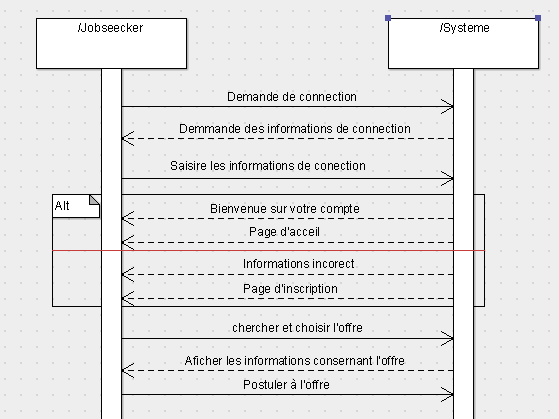 /Jobseecker
/Systeme
Demande de connection
Demmande des informations de connection
Saisire les informations de conection
Alt
Bienvenue sur votre compte
Page d'acceil
Informations incorect
Page d'inscription
chercher et choisir l'offre
Aficher les informations consernant l'offre
Postuler à l'offre